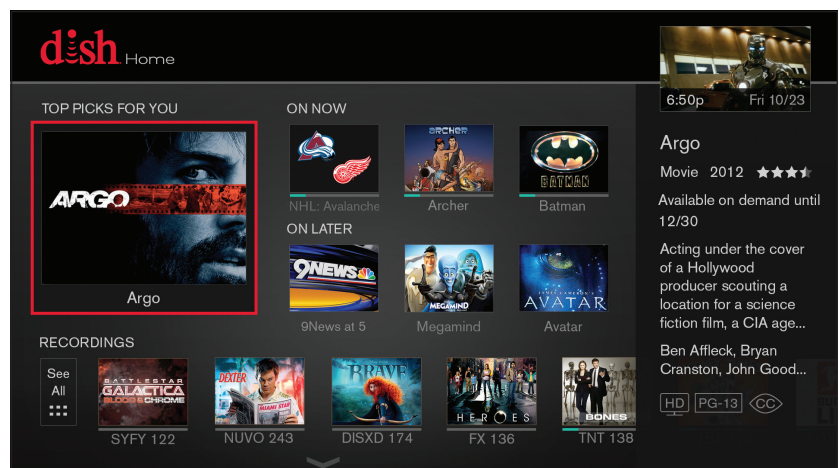 dish Home
6:50p Fri 10/23
TOP PICKS FOR YOU
ARGO
Argo
ON NOW
ARCHER
BATMAN
NHL: Avalanche
Archer
Batman
ON LATER
9NEWS
MEGAMIND
JAMES CAMERON'S
AVATAR
9News at 5
Megamind
Avatar
RECORDINGS
See
All
BATTLESTAR
GALACTICA
BLOOD & CHROME
DEXTER
MIAMI STAR
BRAVE
HEROES
BONES
SYFY 122
NUVO 243
DISXD 174
FX 136
TNT 138
Argo
Movie 2012
Available on demand until
12/30
Acting under the cover
of a Hollywood
producer scouting a
location for a science
fiction film, a CIA age...
Ben Affleck, Bryan
Cranston, John Good...
HD PG-13 CC